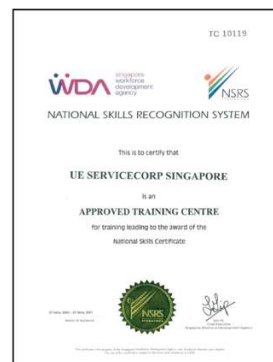 TC 10119
WDA
singapore
workforce
development
agency
NSRS
NATIONAL SKILLS RECOGNITION SYSTEM
This is to certify that
UE SERVICECORP SINGAPORE
is an
APPROVED TRAINING CENTRE
for training leading to the award of the
National Skills Certificate
NSRS